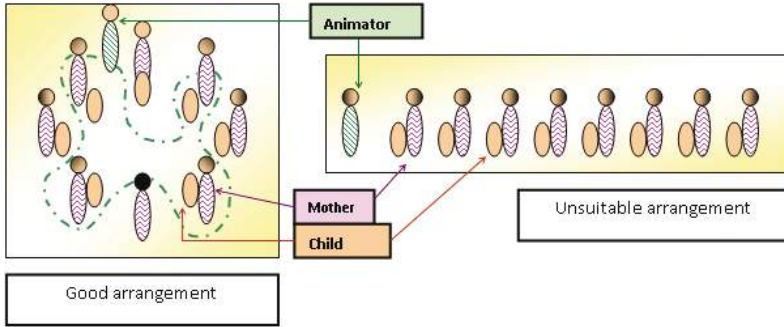 Animator
Mother
Child
Unsuitable arrangement
Good arrangement